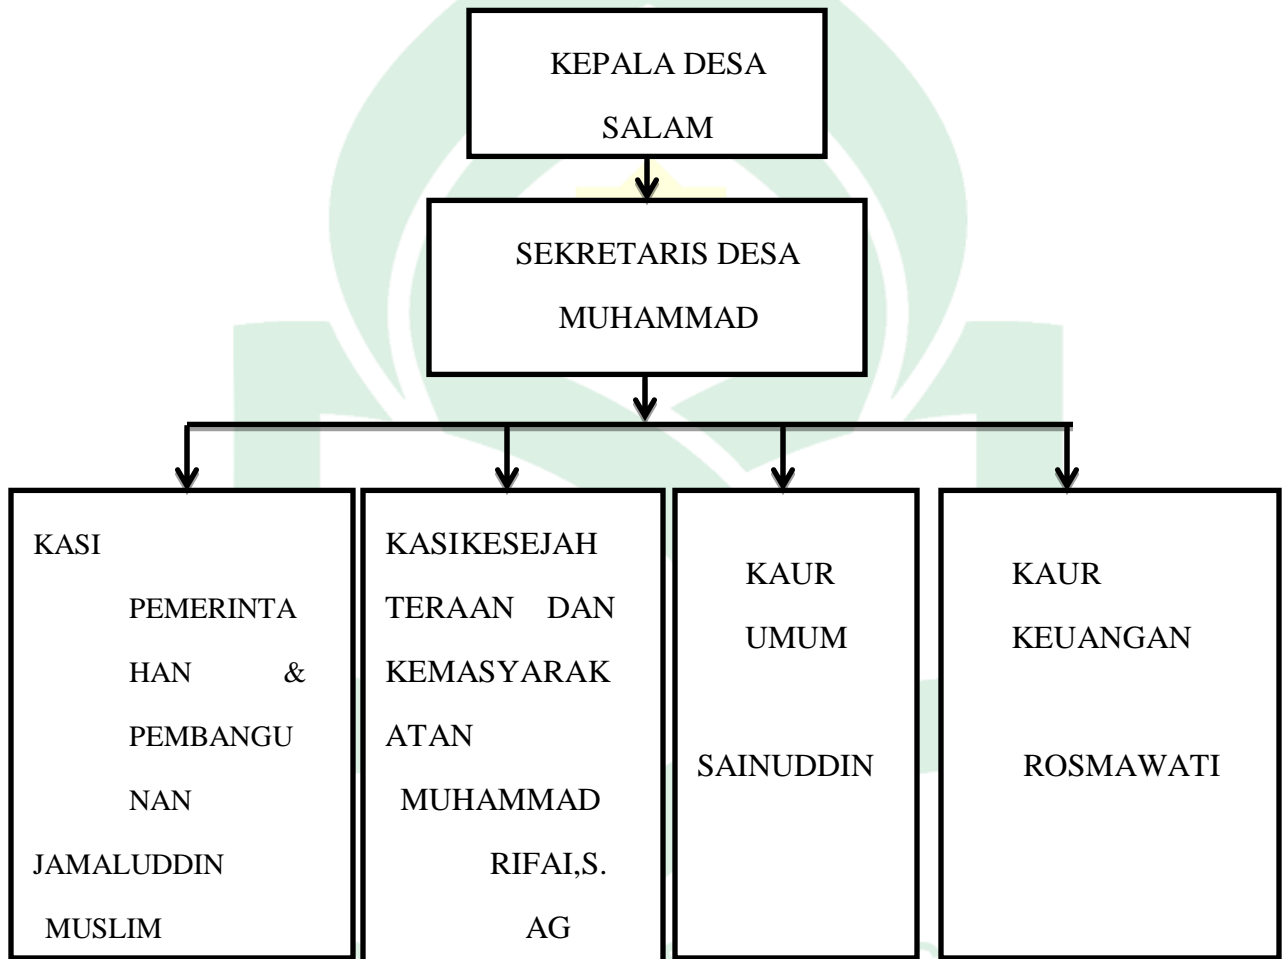 KEPALA DESA
SALAM
SEKRETARIS DESA
MUHAMMAD
KASI
PEMERINTA
HAN &
PEMBANGU
NAN
JAMALUDDIN
MUSLIM
KASIKESEJAH
TERAAN DAN
KEMASYARAK
ATAN
MUHAMMAD
RIFAI,S.
AG
KAUR
UMUM
SAINUDDIN
KAUR
KEUANGAN
ROSMAWATI